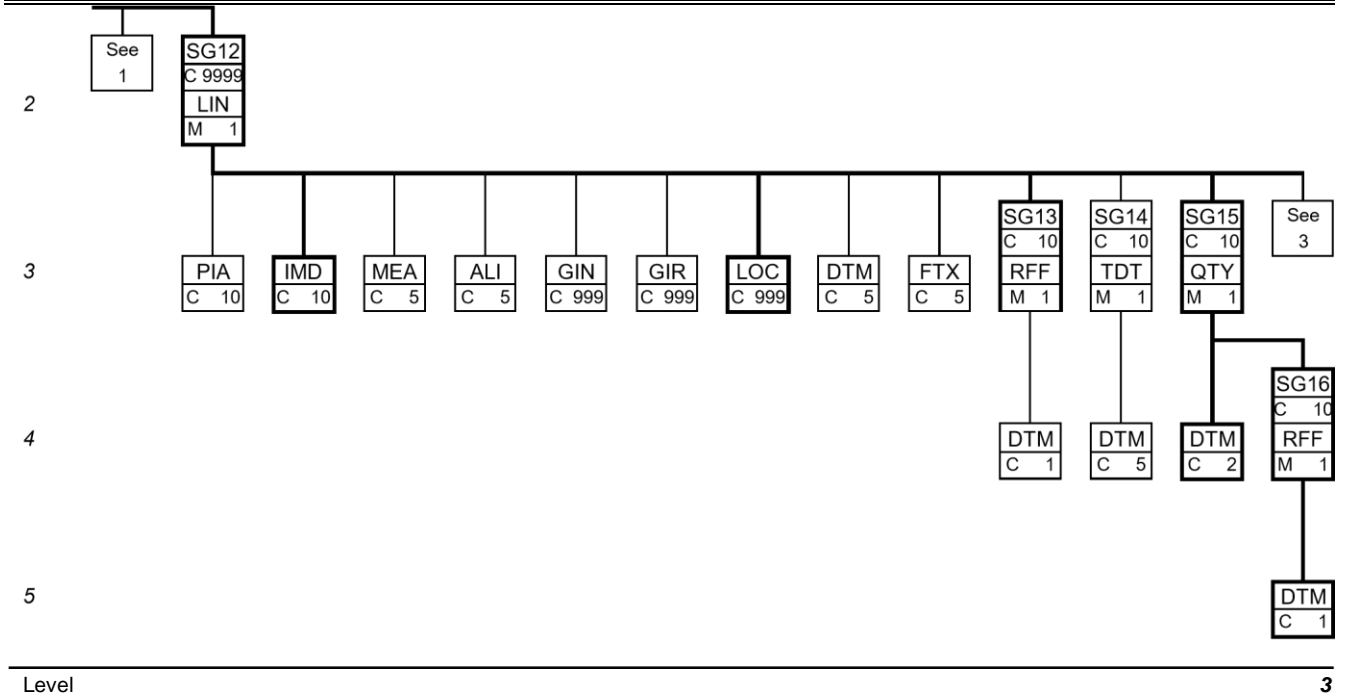 See
1
SG12
C 9999
LIN
M 1
2
PIA
C 10
IMD
C 10
MEA
C 5
ALI
C 5
GIN
C 999
GIR
C 999
LOC
C 999
DTM
C 5
FTX
C 5
SG13
C 10
RFF
M 1
SG14
C 10
TDT
M 1
SG15
C 10
QTY
M 1
See
3
3
DTM
C 1
DTM
C 5
DTM
C 2
SG16
C 10
RFF
M 1
4
DTM
C 1
5
Level 3